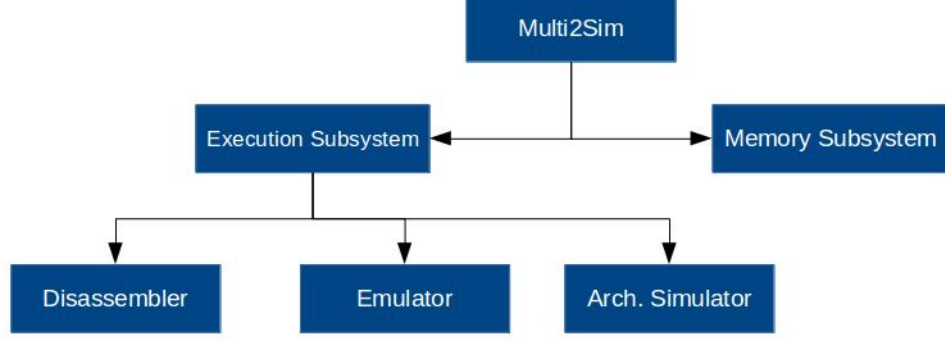 Multi2Sim
Execution Subsystem
Memory Subsystem
Disassembler
Emulator
Arch. Simulator